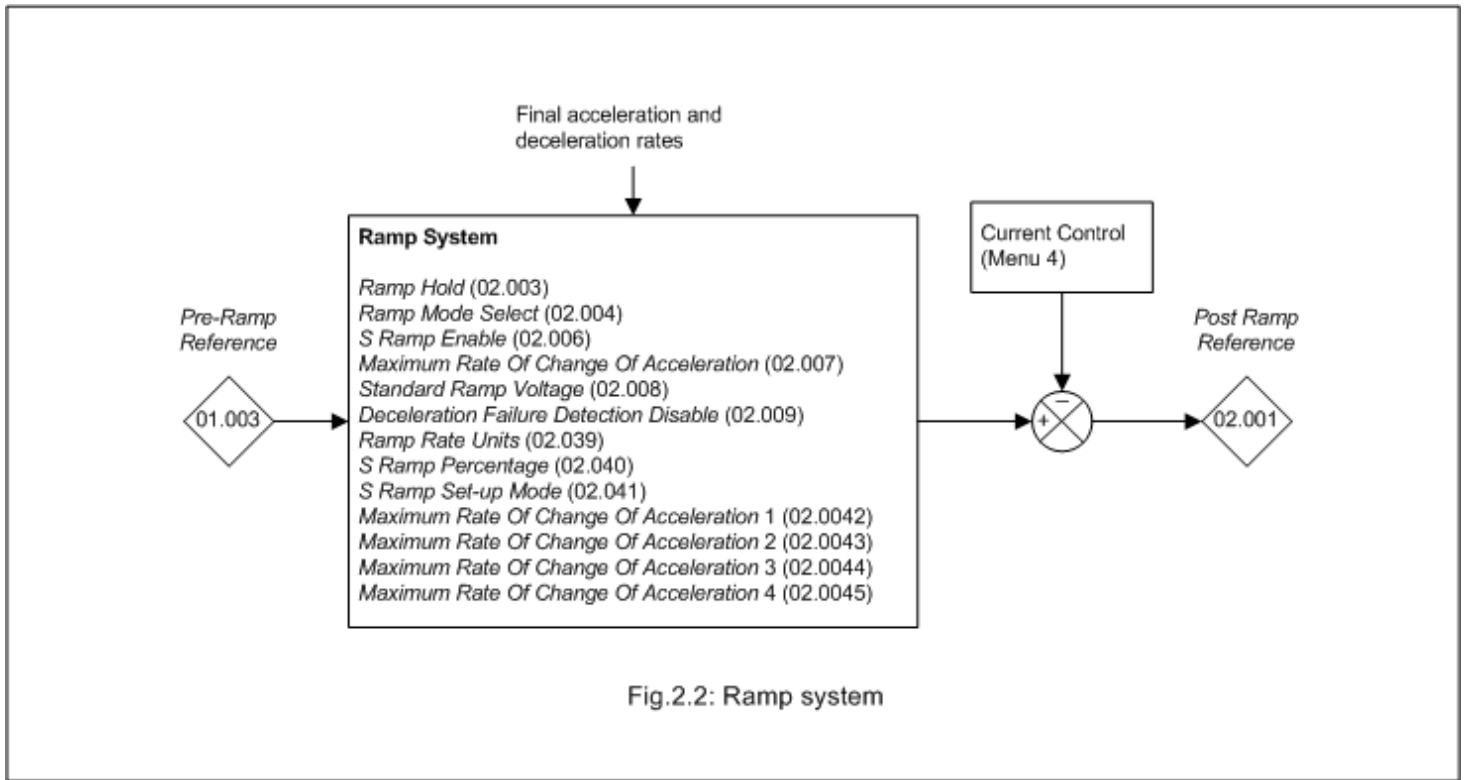 Final acceleration and
deceleration rates
Ramp System
Ramp Hold (02.003)
Ramp Mode Select (02.004)
S Ramp Enable (02.006)
Maximum Rate Of Change Of Acceleration (02.007)
Standard Ramp Voltage (02.008)
Deceleration Failure Detection Disable (02.009)
Ramp Rate Units (02.039)
S Ramp Percentage (02.040)
S Ramp Set-up Mode (02.041)
Maximum Rate Of Change Of Acceleration 1 (02.0042)
Maximum Rate Of Change Of Acceleration 2 (02.0043)
Maximum Rate Of Change Of Acceleration 3 (02.0044)
Maximum Rate Of Change Of Acceleration 4 (02.0045)
Pre-Ramp
Reference
01.003
Current Control
(Menu 4)
−
+
Post Ramp
Reference
02.001
Fig.2.2: Ramp system